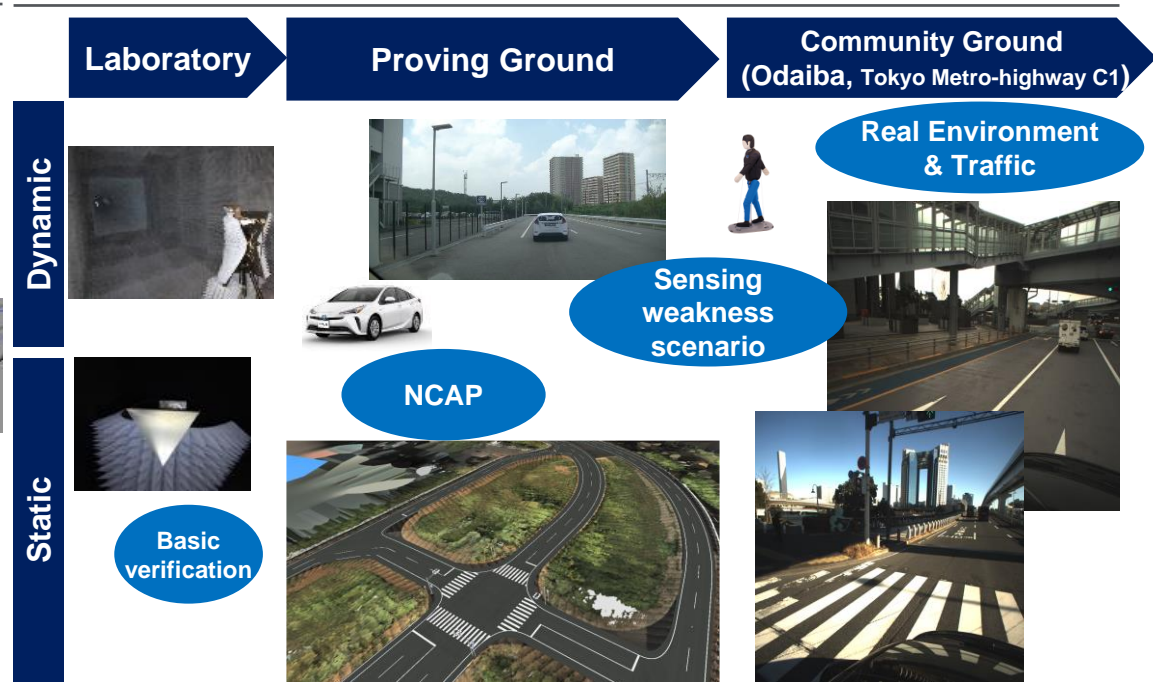 Laboratory
Proving Ground
Community Ground
(Odaiba, Tokyo Metro-highway C1)
Dynamic
Real Environment
& Traffic
Sensing
weakness
scenario
NCAP
Static
Basic
verification